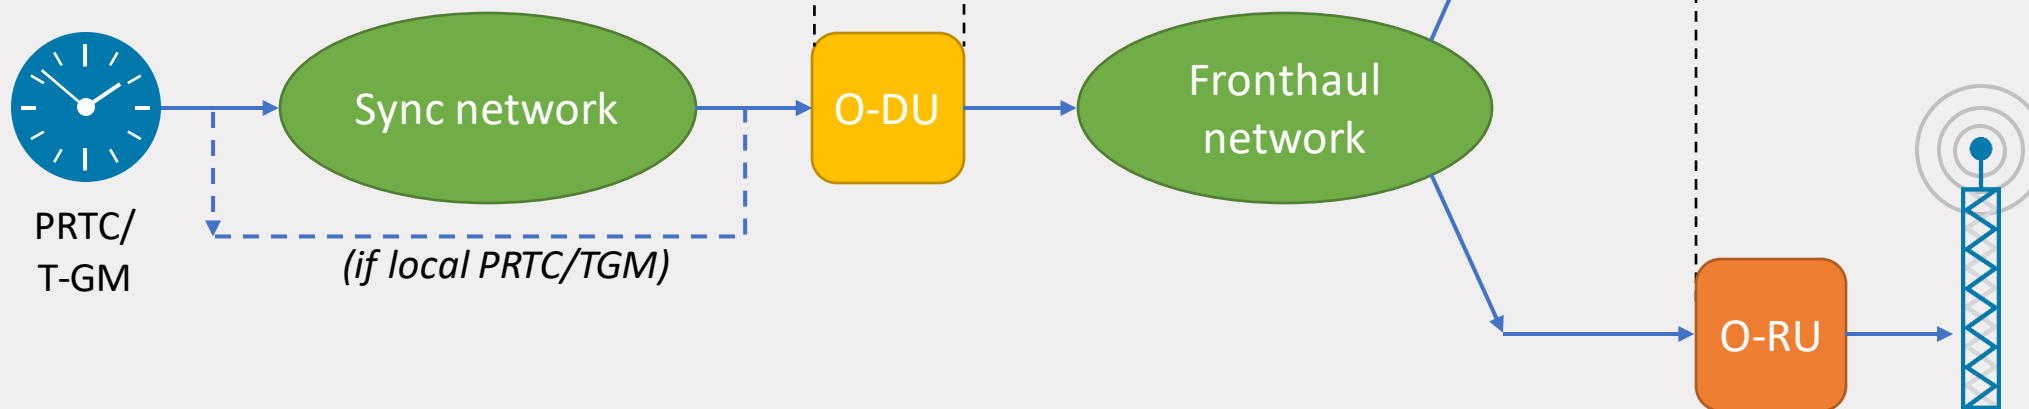 Sync network
O-DU
Fronthaul
network
PRTC/
T-GM
(if local PRTC/TGM)
O-RU